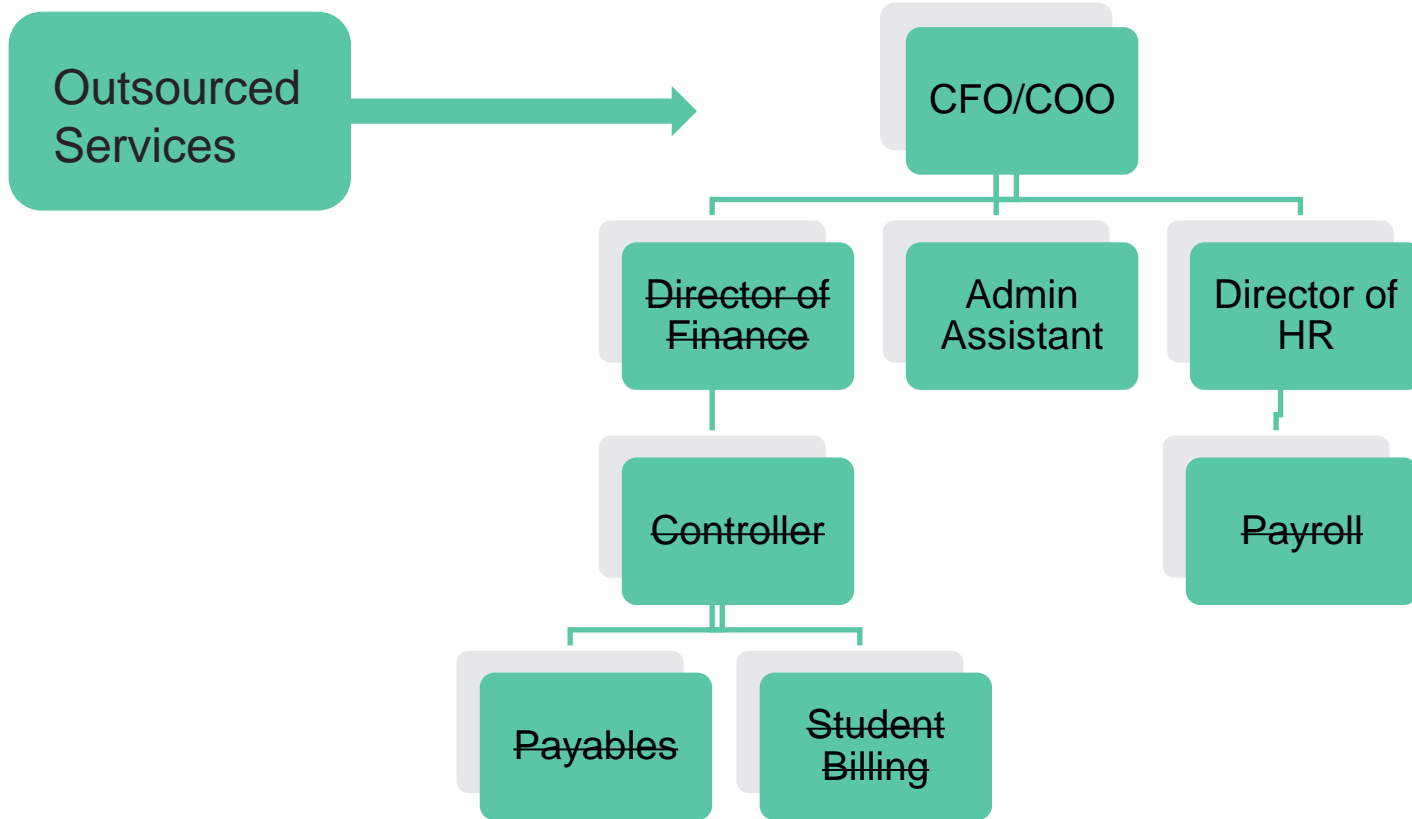 Outsourced
Services
CFO/COO
Director of
Finance
Admin
Assistant
Director of
HR
Controller
Payroll
Payables
Student
Billing